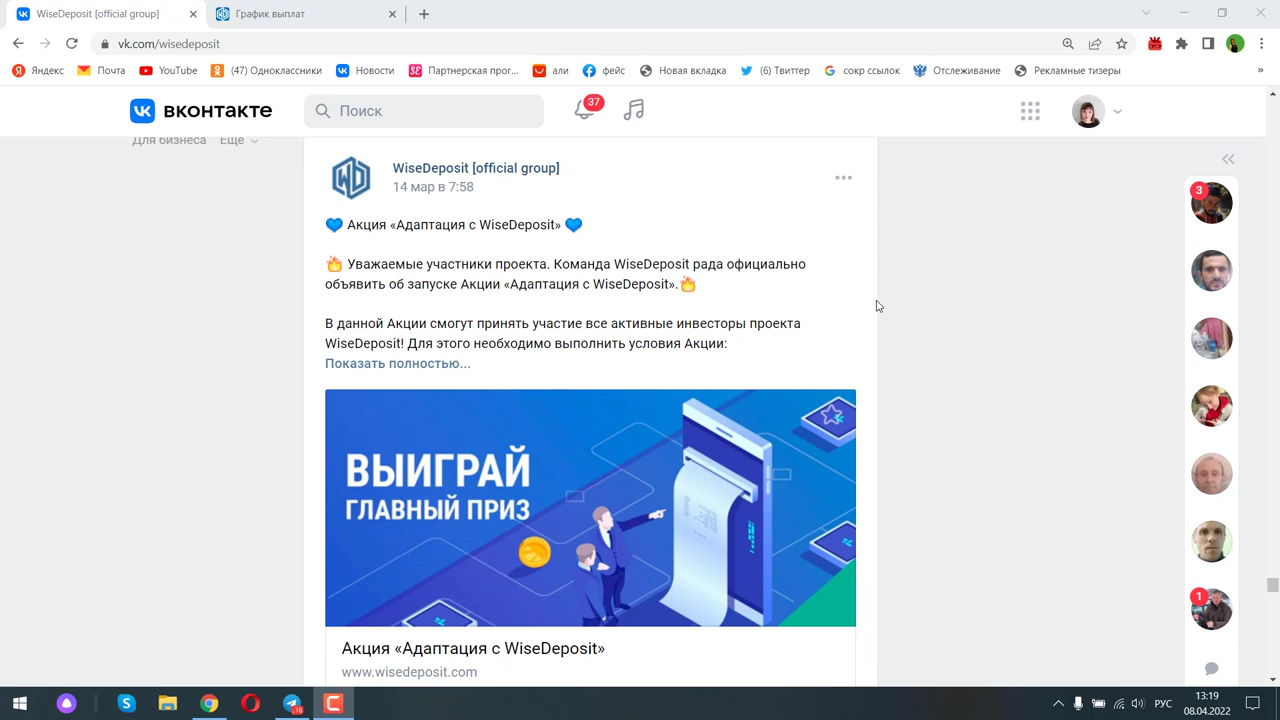 WiseDeposit [official group]
График выплат
vk.com/wisedeposit
Яндекс
Почта
YouTube
(47) Одноклассники
Новости
Партнерская прог...
али
фейс
Новая вкладка
(6) Твиттер
сокр ссылок
Отслеживание
Рекламные тизеры
»
вконтакте
Поиск
37
Для бизнеса Ещё
WiseDeposit [official group]
14 мар в 7:58
Акция «Адаптация с WiseDeposit»
Уважаемые участники проекта. Команда WiseDeposit рада официально
объявить об запуске Акции «Адаптация с WiseDeposit».
В данной Акции смогут принять участие все активные инвесторы проекта
WiseDeposit! Для этого необходимо выполнить условия Акции:
Показать полностью...
ВЫИГРАЙ
ГЛАВНЫЙ ПРИЗ
Акция «Адаптация с WiseDeposit»
www.wisedeposit.com
3
1
РУС
13:19
08.04.2022